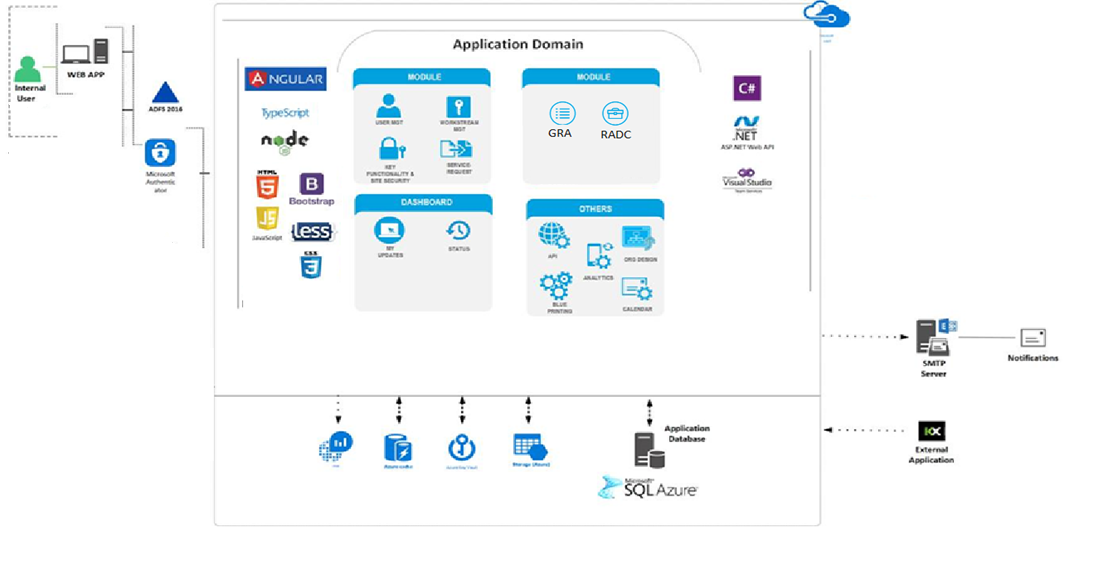 Application Domain
WEB APP
Internal
User
ADFS 2016
Microsoft
Authentic
ator
ANGULAR
TypeScript
node
JS
HTML
5
B
Bootstrap
JS
JavaScript
less
CSS
3
MODULE
USER MGT
WORKSTREAM
MGT
KEY
FUNCTIONALITY &
SITE SECURITY
SERVICE
REQUEST
MODULE
GRA
RADC
DASHBOARD
MY
UPDATES
STATUS
OTHERS
API
ANALYTICS
ORG DESIGN
BLUE
PRINTING
CALENDAR
C#
Microsoft
.NET
ASP.NET Web API
Visual Studio
Team Services
SMTP
Server
Notifications
KX
External
Application
Application
Database
Microsoft
SQL Azure